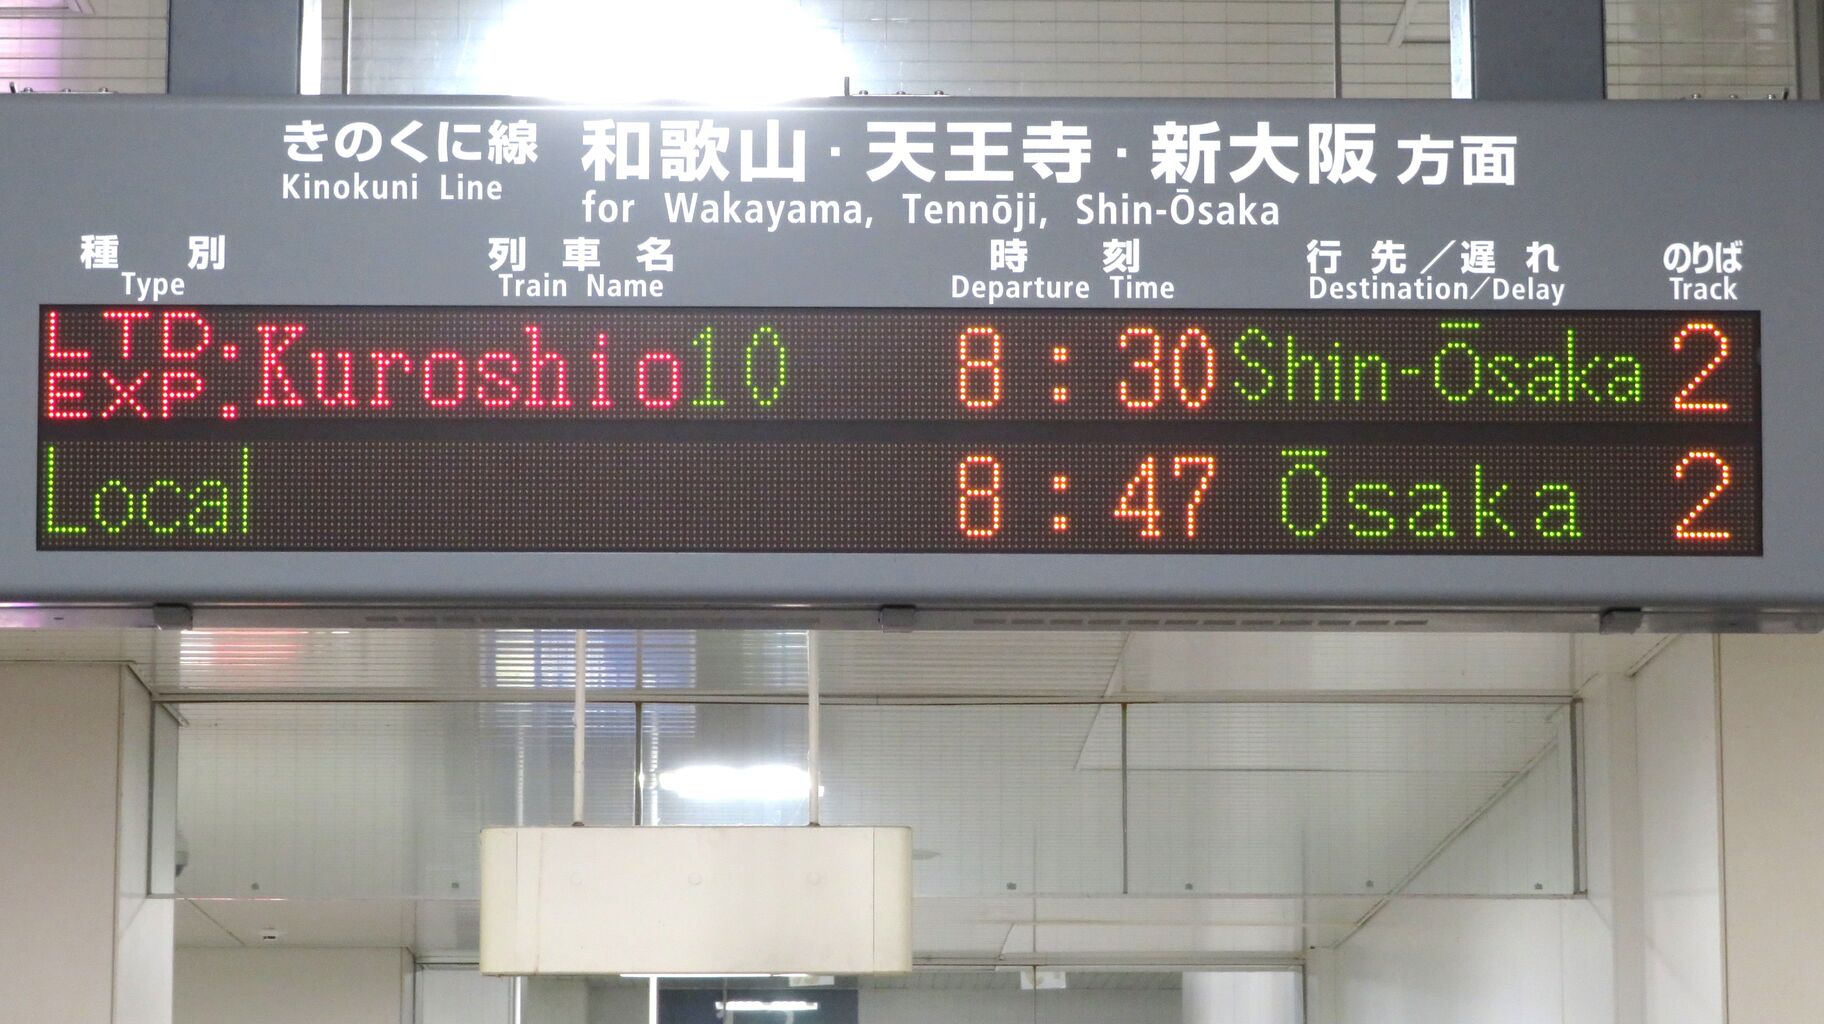 きのくに線 和歌山・天王寺・新大阪 方面
Kinokuni Line for Wakayama, Tennōji, Shin-Ōsaka
種別 列車名 時刻 行先／遅れ のりば
Type Train Name Departure Time Destination／Delay Track
LTD. EXP. Kuroshio10 8:30 Shin-Ōsaka 2
Local 8:47 Ōsaka 2